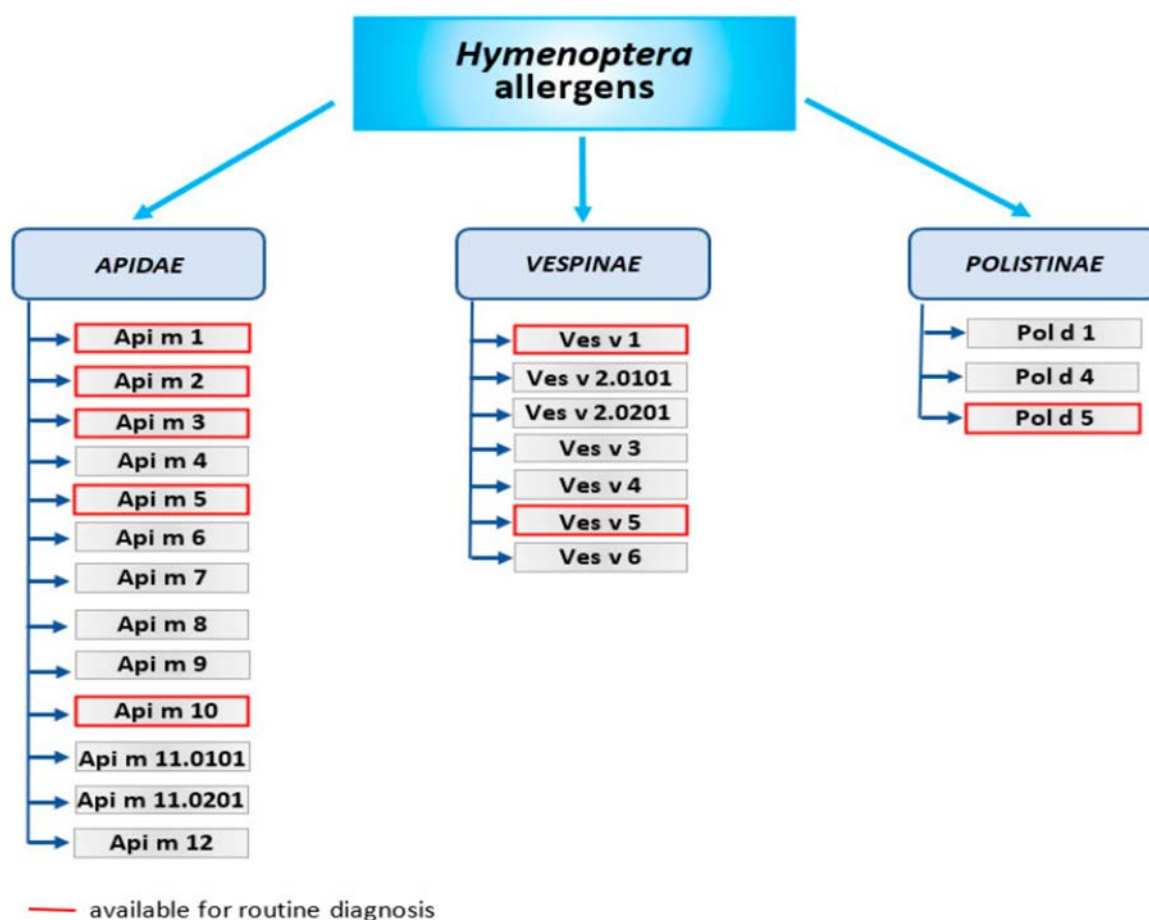 Hymenoptera
allergens
APIDAE
Api m 1
Api m 2
Api m 3
Api m 4
Api m 5
Api m 6
Api m 7
Api m 8
Api m 9
Api m 10
Api m 11.0101
Api m 11.0201
Api m 12
VESPINAE
Ves v 1
Ves v 2.0101
Ves v 2.0201
Ves v 3
Ves v 4
Ves v 5
Ves v 6
POLISTINAE
Pol d 1
Pol d 4
Pol d 5
available for routine diagnosis